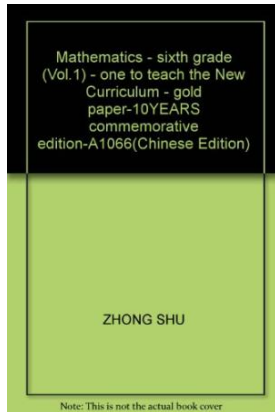 Mathematics - sixth grade
(Vol.1) - one to teach the New
Curriculum - gold
paper-10YEARS
commemorative
edition-A1066(Chinese Edition)
ZHONG SHU
Note: This is not the actual book cover